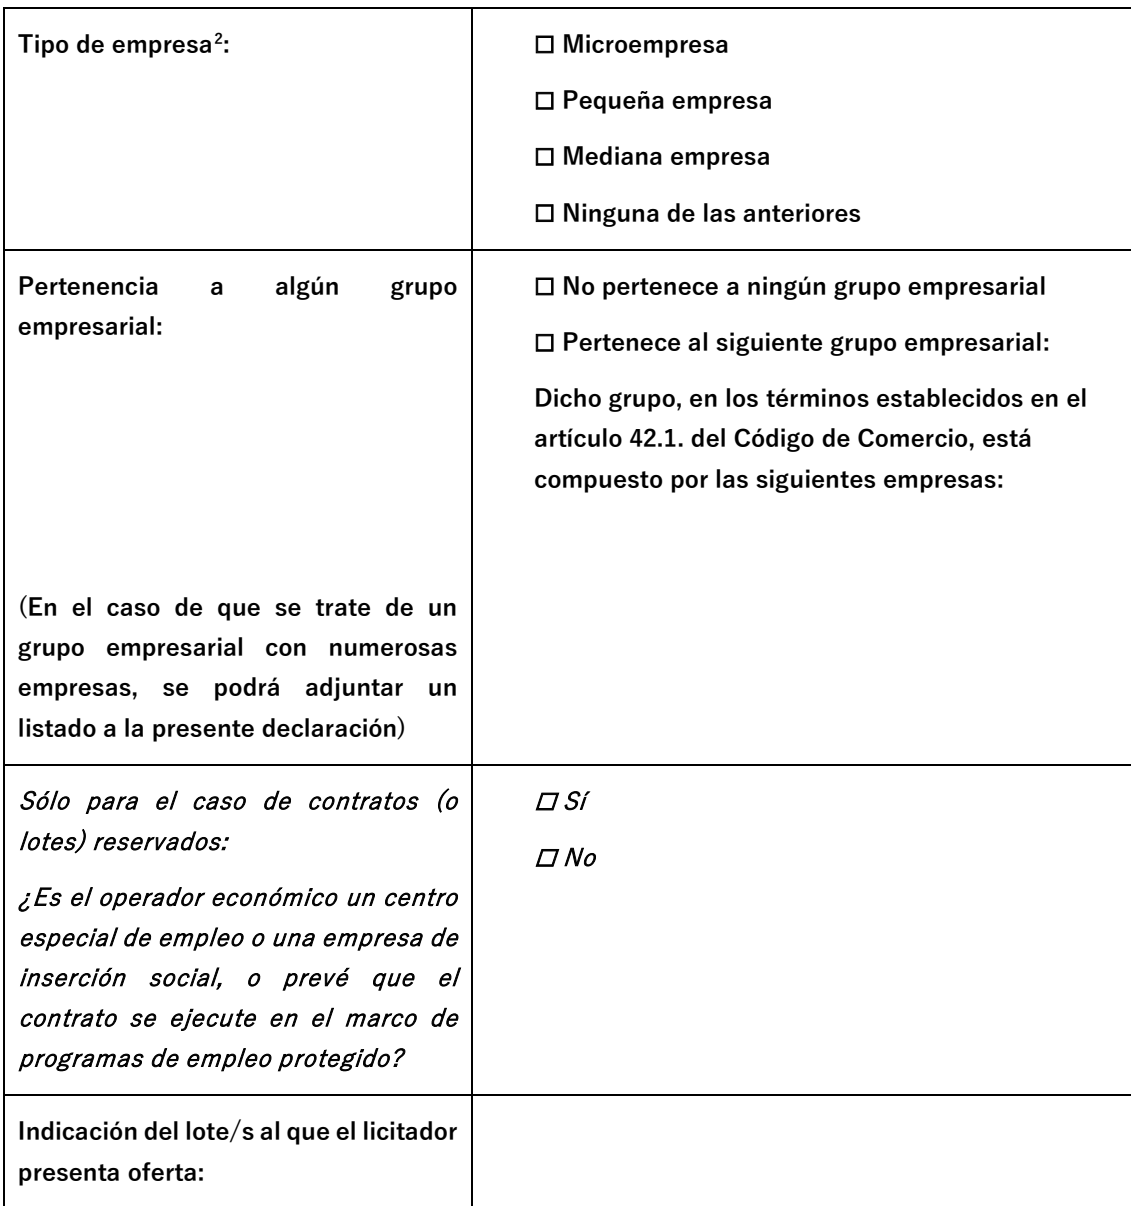 Tipo de empresa²:
☐ Microempresa
☐ Pequeña empresa
☐ Mediana empresa
☐ Ninguna de las anteriores
Pertenencia a algún grupo
empresarial:
(En el caso de que se trate de un
grupo empresarial con numerosas
empresas, se podrá adjuntar un
listado a la presente declaración)
☐ No pertenece a ningún grupo empresarial
☐ Pertenece al siguiente grupo empresarial:
Dicho grupo, en los términos establecidos en el
artículo 42.1. del Código de Comercio, está
compuesto por las siguientes empresas:
Sólo para el caso de contratos (o
lotes) reservados:
¿Es el operador económico un centro
especial de empleo o una empresa de
inserción social, o prevé que el
contrato se ejecute en el marco de
programas de empleo protegido?
☐ Sí
☐ No
Indicación del lote/s al que el licitador
presenta oferta: